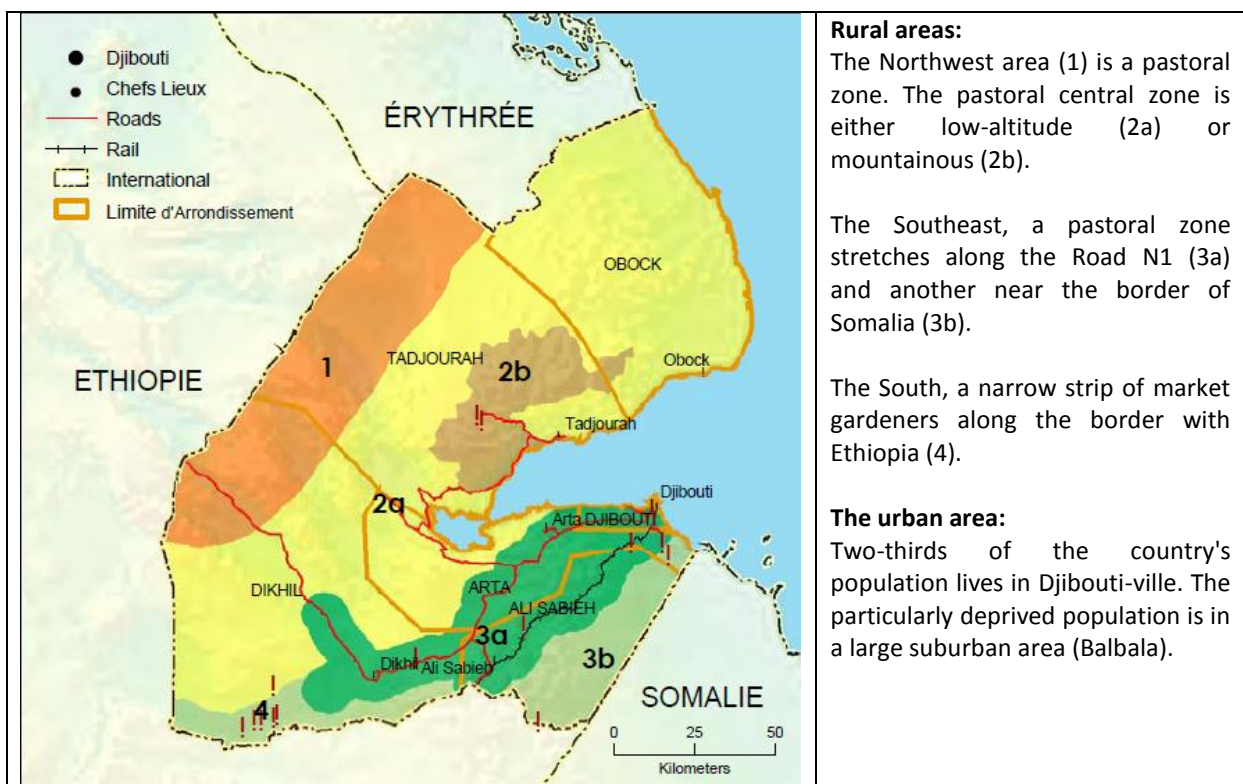 Djibouti
Chefs Lieux
Roads
Rail
International
Limite d'Arrondissement
ÉRYTHRÉE
OBOCK
1
TADJOURAH
2b
Obock
ETHIOPIE
Tadjourah
2a
Djibouti
Arta DJIBOUTI
DIKHIL
ARTA
ALI SABIEH
3a
Dikhil Ali Sabieh
3b
4
SOMALIE
0 25 50
Kilometers
Rural areas:
The Northwest area (1) is a pastoral
zone. The pastoral central zone is
either low-altitude (2a) or
mountainous (2b).
The Southeast, a pastoral zone
stretches along the Road N1 (3a)
and another near the border of
Somalia (3b).
The South, a narrow strip of market
gardeners along the border with
Ethiopia (4).
The urban area:
Two-thirds of the country's
population lives in Djibouti-ville. The
particularly deprived population is in
a large suburban area (Balbala).